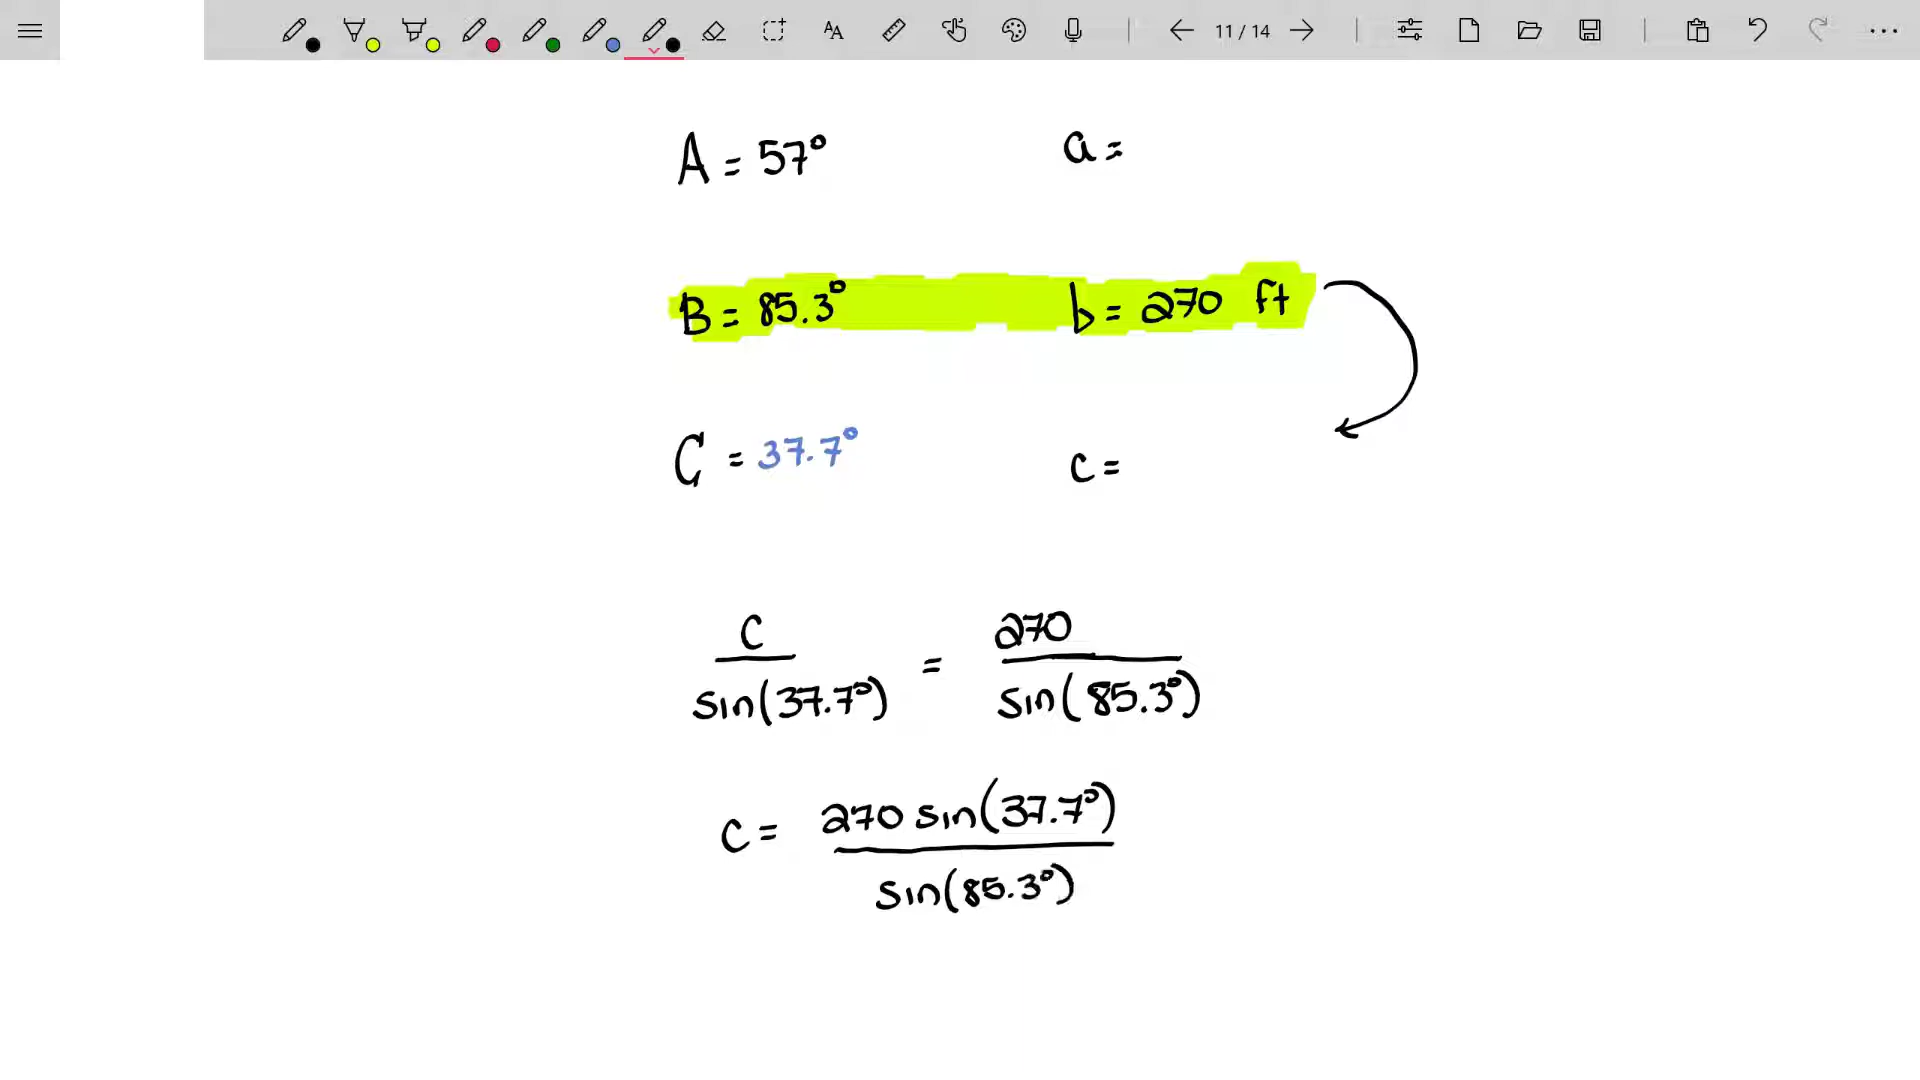 11 / 14
A = 57° a =
B = 85.3° b = 270 ft
C = 37.7° c =
c / sin(37.7°) = 270 / sin(85.3°)
c = 270 sin(37.7°) / sin(85.3°)